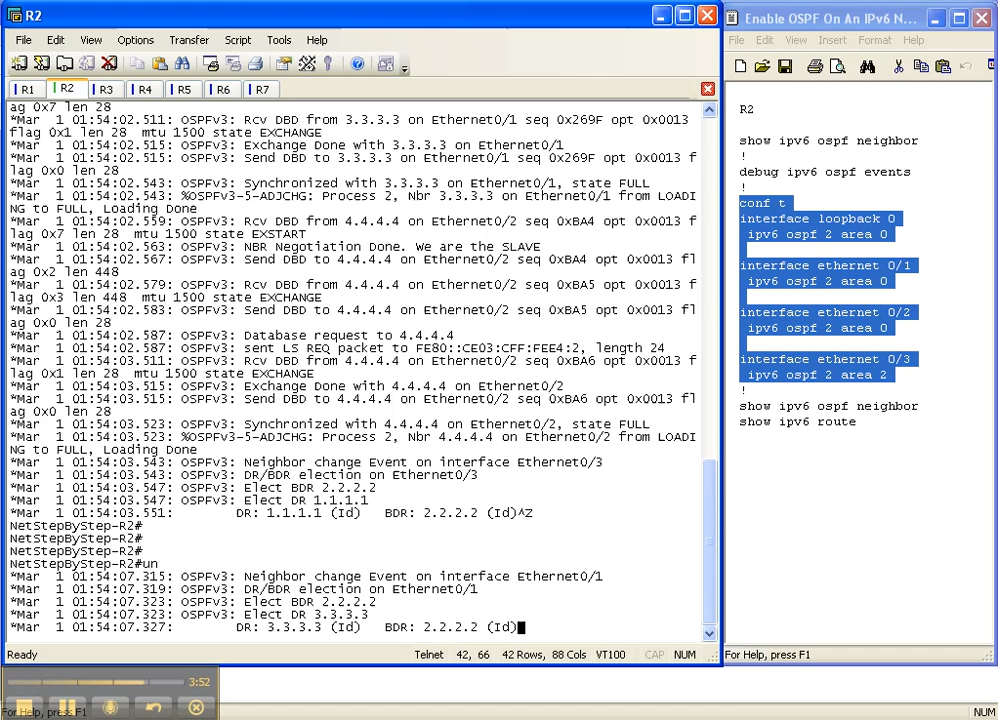 R2
File Edit View Options Transfer Script Tools Help
R1 R2 R3 R4 R5 R6 R7
ag 0x7 len 28
*Mar  1 01:54:02.511: OSPFv3: Rcv DBD from 3.3.3.3 on Ethernet0/1 seq 0x269F opt 0x0013
flag 0x1 len 28  mtu 1500 state EXCHANGE
*Mar  1 01:54:02.515: OSPFv3: Exchange Done with 3.3.3.3 on Ethernet0/1
*Mar  1 01:54:02.515: OSPFv3: Send DBD to 3.3.3.3 on Ethernet0/1 seq 0x269F opt 0x0013 f
lag 0x0 len 28
*Mar  1 01:54:02.543: OSPFv3: Synchronized with 3.3.3.3 on Ethernet0/1, state FULL
*Mar  1 01:54:02.543: %OSPFv3-5-ADJCHG: Process 2, Nbr 3.3.3.3 on Ethernet0/1 from LOADI
NG to FULL, Loading Done
*Mar  1 01:54:02.559: OSPFv3: Rcv DBD from 4.4.4.4 on Ethernet0/2 seq 0xBA4 opt 0x0013 f
lag 0x7 len 28  mtu 1500 state EXSTART
*Mar  1 01:54:02.563: OSPFv3: NBR Negotiation Done. We are the SLAVE
*Mar  1 01:54:02.567: OSPFv3: Send DBD to 4.4.4.4 on Ethernet0/2 seq 0xBA4 opt 0x0013 fl
ag 0x2 len 448
*Mar  1 01:54:02.579: OSPFv3: Rcv DBD from 4.4.4.4 on Ethernet0/2 seq 0xBA5 opt 0x0013 f
lag 0x3 len 448  mtu 1500 state EXCHANGE
*Mar  1 01:54:02.583: OSPFv3: Send DBD to 4.4.4.4 on Ethernet0/2 seq 0xBA5 opt 0x0013 fl
ag 0x0 len 28
*Mar  1 01:54:02.587: OSPFv3: Database request to 4.4.4.4
*Mar  1 01:54:02.587: OSPFv3: sent LS REQ packet to FE80::CE03:CFF:FEE4:2, length 24
*Mar  1 01:54:03.511: OSPFv3: Rcv DBD from 4.4.4.4 on Ethernet0/2 seq 0xBA6 opt 0x0013 f
lag 0x1 len 28  mtu 1500 state EXCHANGE
*Mar  1 01:54:03.515: OSPFv3: Exchange Done with 4.4.4.4 on Ethernet0/2
*Mar  1 01:54:03.515: OSPFv3: Send DBD to 4.4.4.4 on Ethernet0/2 seq 0xBA6 opt 0x0013 fl
ag 0x0 len 28
*Mar  1 01:54:03.523: OSPFv3: Synchronized with 4.4.4.4 on Ethernet0/2, state FULL
*Mar  1 01:54:03.523: %OSPFv3-5-ADJCHG: Process 2, Nbr 4.4.4.4 on Ethernet0/2 from LOADI
NG to FULL, Loading Done
*Mar  1 01:54:03.543: OSPFv3: Neighbor change Event on interface Ethernet0/3
*Mar  1 01:54:03.543: OSPFv3: DR/BDR election on Ethernet0/3
*Mar  1 01:54:03.547: OSPFv3: Elect BDR 2.2.2.2
*Mar  1 01:54:03.547: OSPFv3: Elect DR 1.1.1.1
*Mar  1 01:54:03.551:        DR: 1.1.1.1 (Id)   BDR: 2.2.2.2 (Id)^Z
NetStepByStep-R2#
NetStepByStep-R2#
NetStepByStep-R2#
NetStepByStep-R2#un
*Mar  1 01:54:07.315: OSPFv3: Neighbor change Event on interface Ethernet0/1
*Mar  1 01:54:07.319: OSPFv3: DR/BDR election on Ethernet0/1
*Mar  1 01:54:07.323: OSPFv3: Elect BDR 2.2.2.2
*Mar  1 01:54:07.323: OSPFv3: Elect DR 3.3.3.3
*Mar  1 01:54:07.327:        DR: 3.3.3.3 (Id)   BDR: 2.2.2.2 (Id)
Ready Telnet 42, 66 42 Rows, 88 Cols VT100 CAP NUM
3:52
For Help, press F1
Enable OSPF On An IPv6 N...
File Edit View Insert Format Help
R2
show ipv6 ospf neighbor
!
debug ipv6 ospf events
!
conf t
interface loopback 0
ipv6 ospf 2 area 0
interface ethernet 0/1
ipv6 ospf 2 area 0
interface ethernet 0/2
ipv6 ospf 2 area 0
interface ethernet 0/3
ipv6 ospf 2 area 2
!
show ipv6 ospf neighbor
show ipv6 route
For Help, press F1
NUM